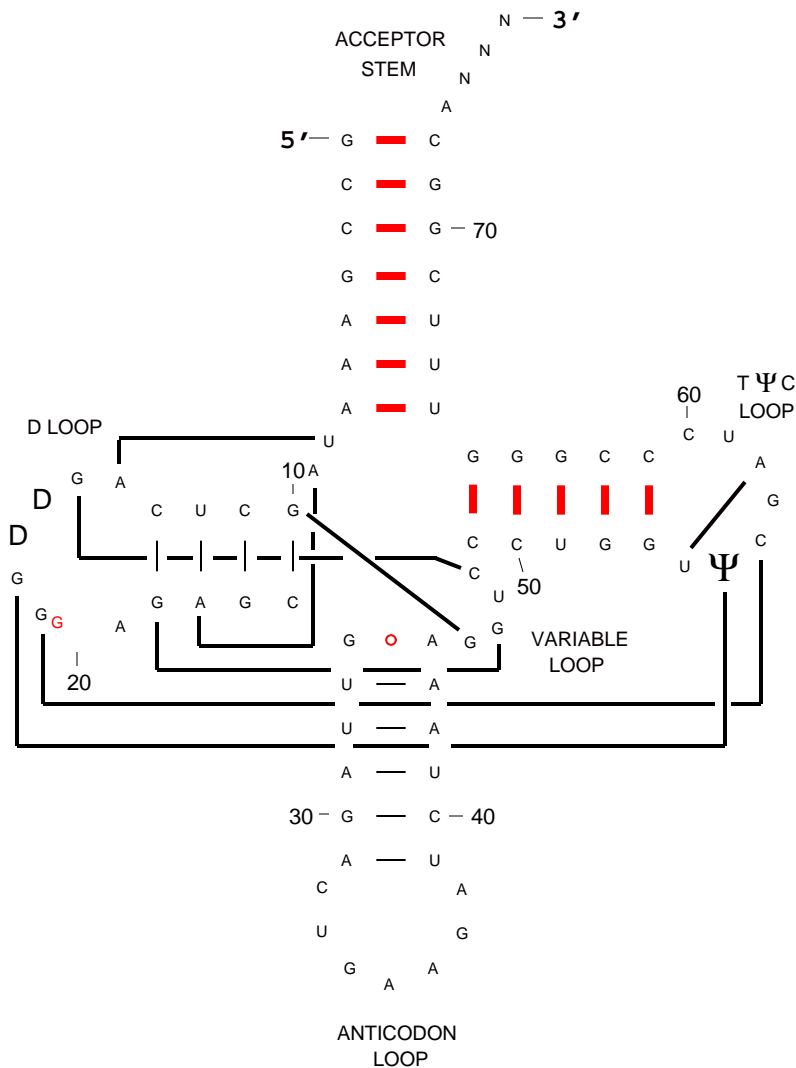 N 3′
ACCEPTOR
STEM
N
N
A
5′ G C
C G
C G 70
G C
A U
A U
A U
TΨC
LOOP
60
D LOOP
U
C U
10 A
G A
G G G C C
A
D
C U C G
G
D
C C U G G U Ψ C
C
50
G
G G A G A G C
U
G A G G
VARIABLE
LOOP
20
U A
U A
A U
30 G C 40
A U
C A
U G
G A A
ANTICODON
LOOP